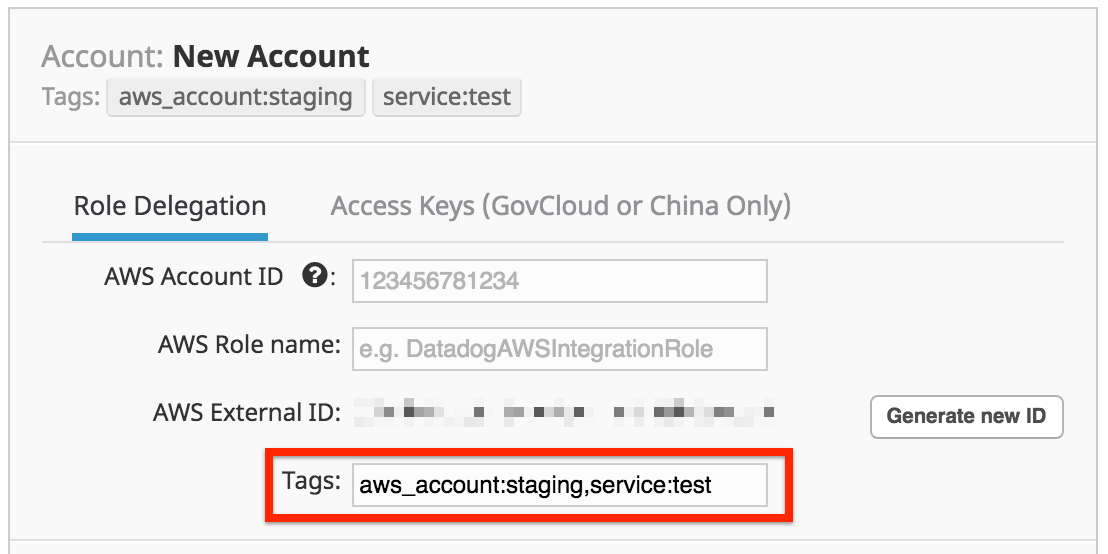 Account: New Account
Tags: aws_account:staging service:test
Role Delegation Access Keys (GovCloud or China Only)
AWS Account ID ?: 123456781234
AWS Role name: e.g. DatadogAWSIntegrationRole
AWS External ID: Generate new ID
Tags: aws_account:staging,service:test